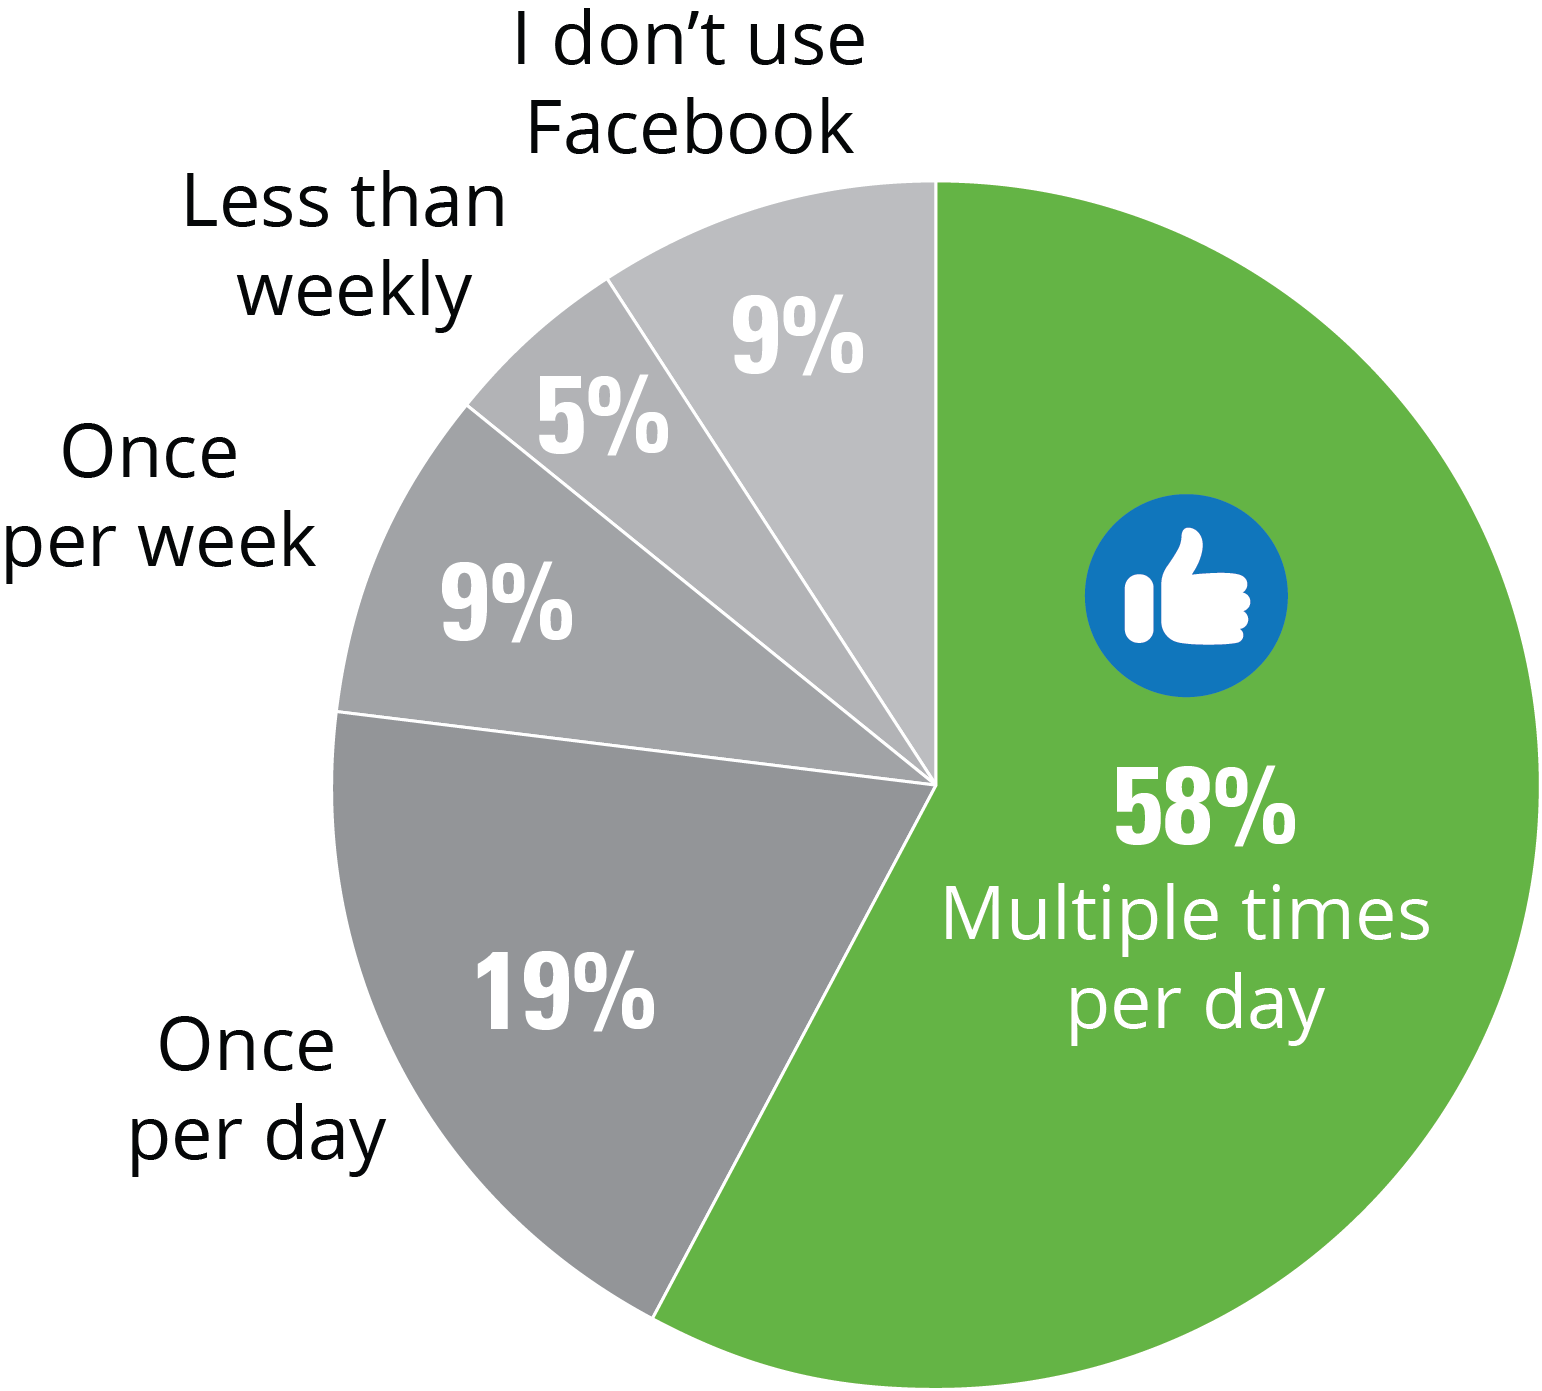 I don’t use
Facebook
Less than
weekly
9%
5%
Once
per week
9%
58%
Multiple times
per day
19%
Once
per day